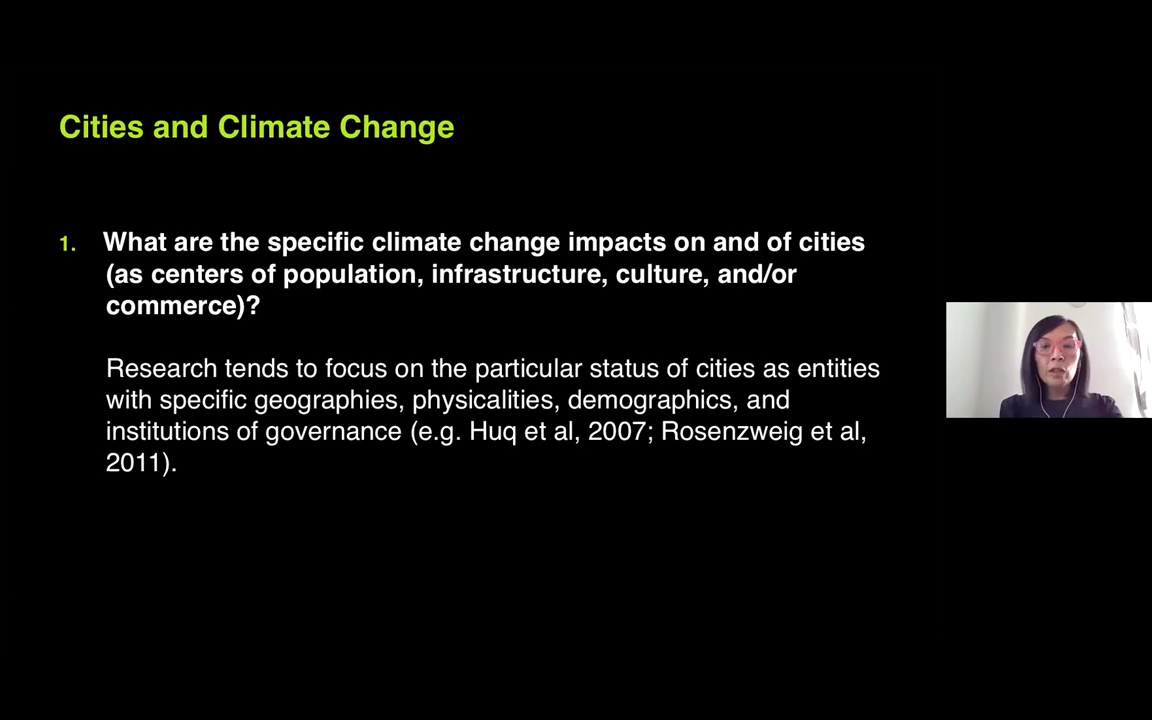 Cities and Climate Change
1. What are the specific climate change impacts on and of cities
(as centers of population, infrastructure, culture, and/or
commerce)?
Research tends to focus on the particular status of cities as entities
with specific geographies, physicalities, demographics, and
institutions of governance (e.g. Huq et al, 2007; Rosenzweig et al,
2011).